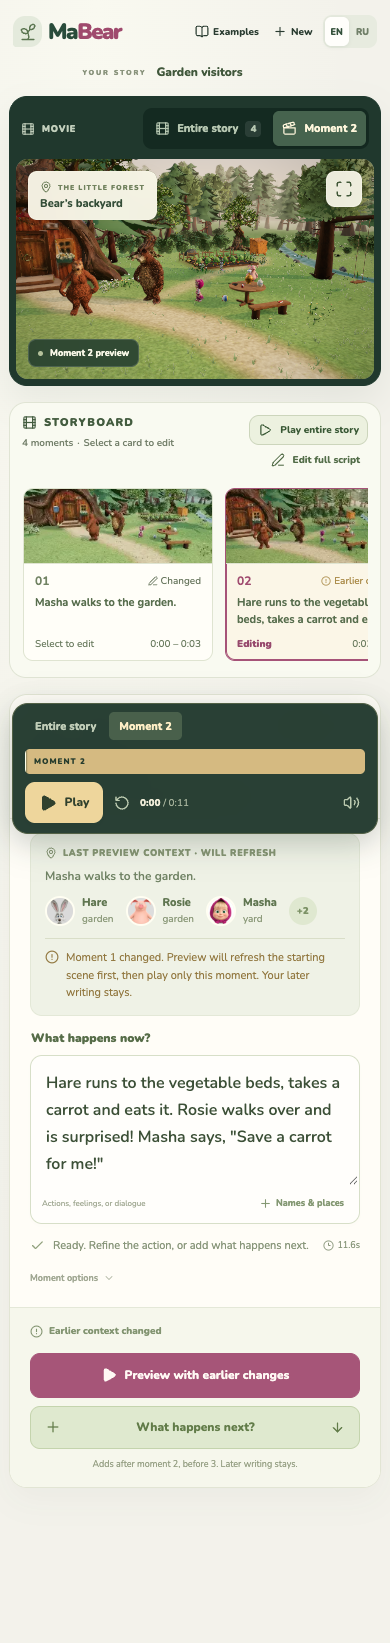 MaBear
Examples
New
EN
RU
YOUR STORY
Garden visitors
MOVIE
Entire story 4
Moment 2
THE LITTLE FOREST
Bear's backyard
Moment 2 preview
STORYBOARD
4 moments · Select a card to edit
Play entire story
Edit full script
01
Changed
Masha walks to the garden.
Select to edit
0:00 – 0:03
02
Earlier
Hare runs to the
beds, takes a carrot and
Editing
Entire story
Moment 2
MOMENT 2
Play
0:00 / 0:11
LAST PREVIEW CONTEXT · WILL REFRESH
Masha walks to the garden.
Hare
garden
Rosie
garden
Masha
yard
+2
Moment 1 changed. Preview will refresh the starting
scene first, then play only this moment. Your later
writing stays.
What happens now?
Hare runs to the vegetable beds, takes a
carrot and eats it. Rosie walks over and
is surprised! Masha says, "Save a carrot
for me!"
Actions, feelings, or dialogue
Names & places
Ready. Refine the action, or add what happens next.
11.6s
Moment options
Earlier context changed
Preview with earlier changes
What happens next?
Adds after moment 2, before 3. Later writing stays.